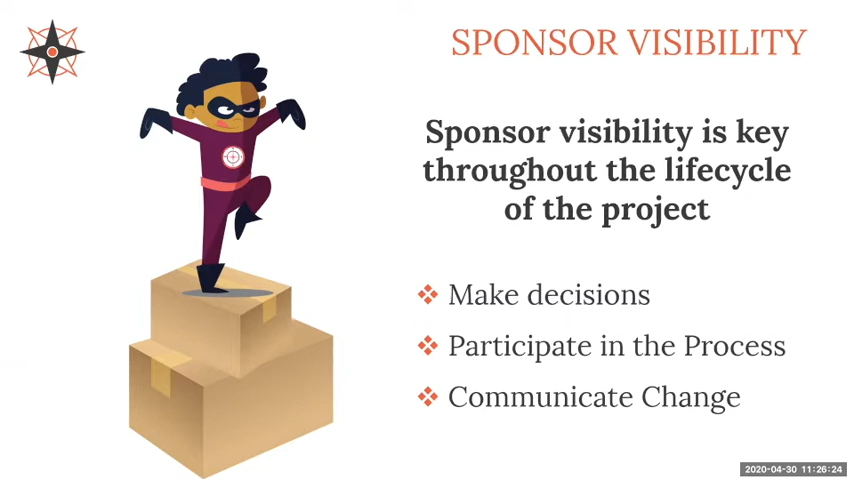 SPONSOR VISIBILITY
Sponsor visibility is key
throughout the lifecycle
of the project
Make decisions
Participate in the Process
Communicate Change
2020-04-30 11:26:24